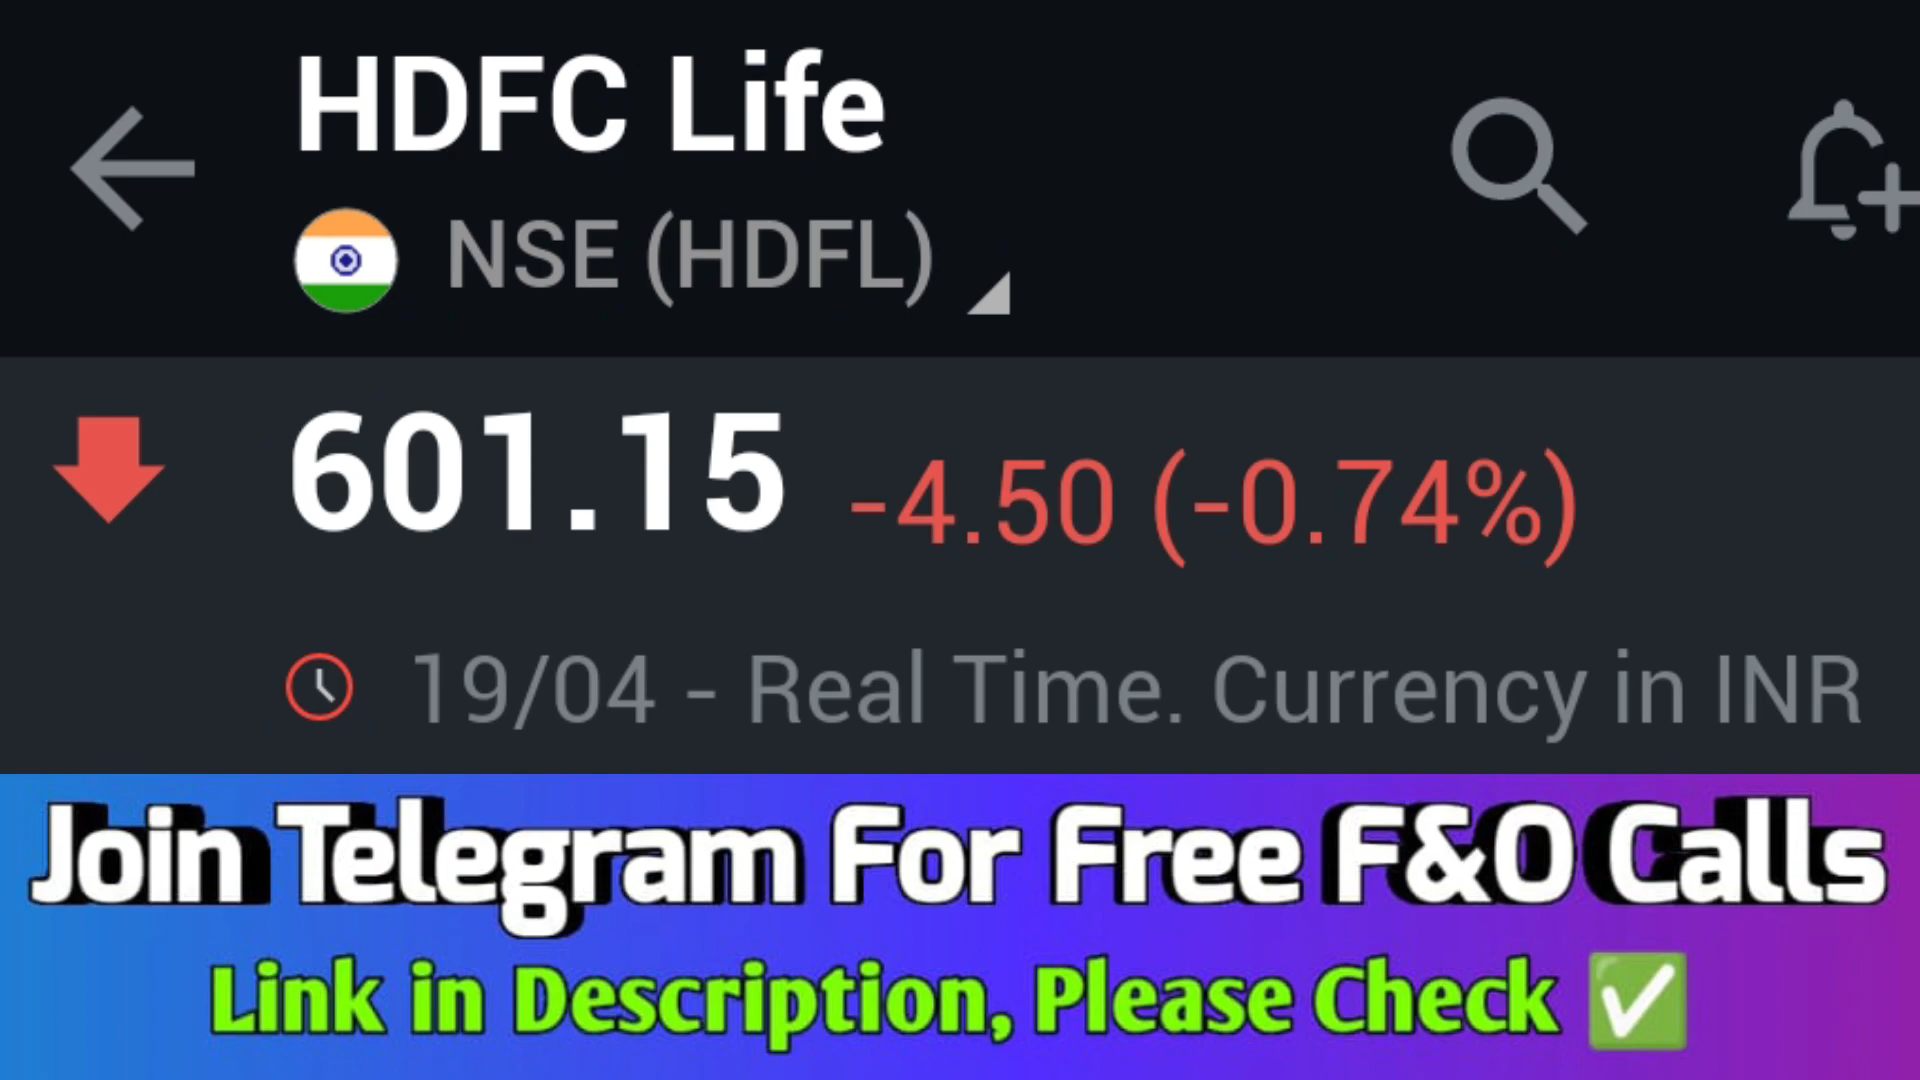 HDFC Life
NSE (HDFL)
601.15 -4.50 (-0.74%)
19/04 - Real Time. Currency in INR
Join Telegram For Free F&O Calls
Link in Description, Please Check ✅